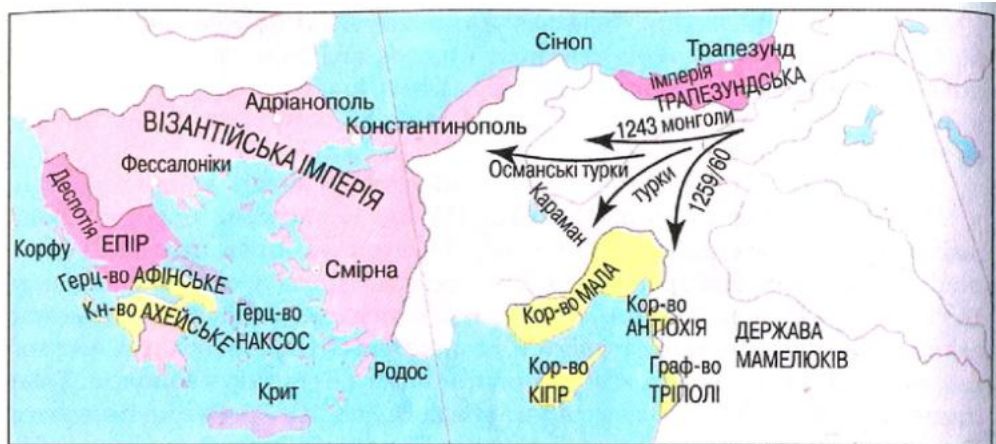 Сіноп
Трапезунд
імперія
ТРАПЕЗУНДСЬКА
Адріанополь
Константинополь
1243 монголи
ВІЗАНТІЙСЬКА ІМПЕРІЯ
Фессалоніки
Османські турки
турки
1259/60
Караман
Деспотія
ЕПІР
Корфу
Смірна
Герц-во АФІНСЬКЕ
Кн-во АХЕЙСЬКЕ
Герц-во
НАКСОС
Кор-во МАЛА
Кор-во
АНТІОХІЯ
ДЕРЖАВА
МАМЕЛЮКІВ
Родос
Крит
Кор-во
КІПР
Граф-во
ТРІПОЛІ